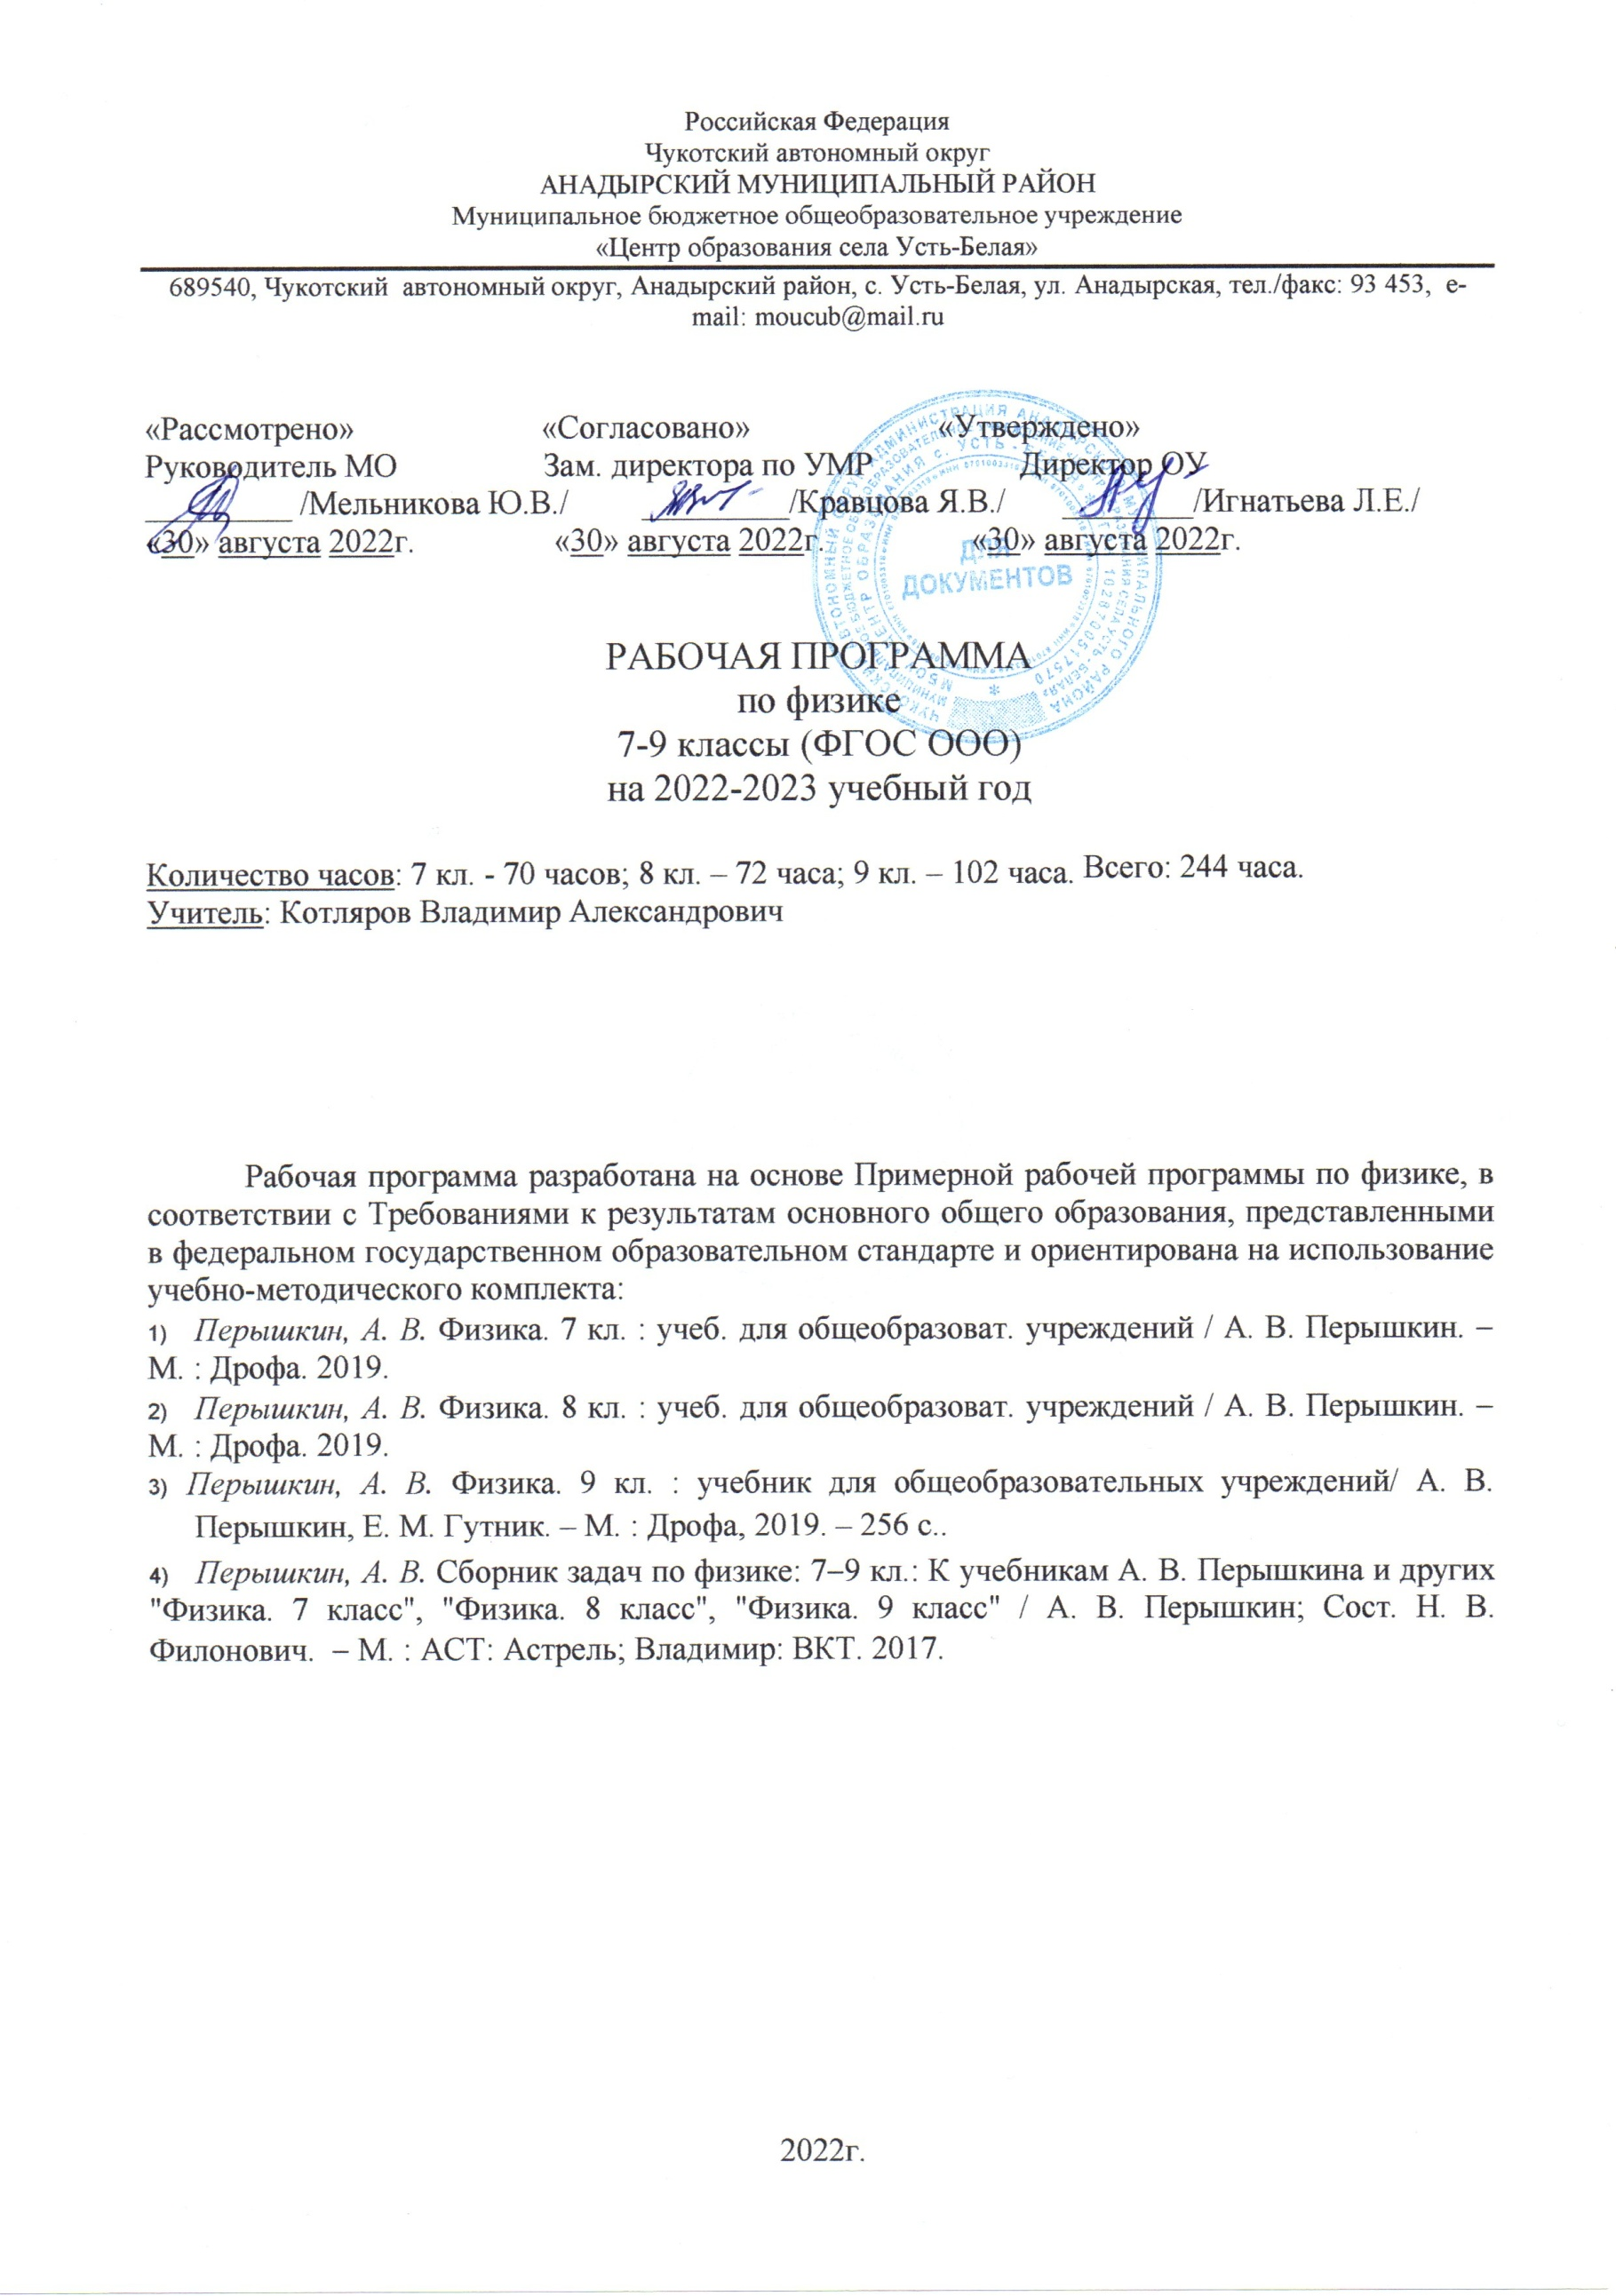 Российская Федерация
Чукотский автономный округ
АНАДЫРСКИЙ МУНИЦИПАЛЬНЫЙ РАЙОН
Муниципальное бюджетное общеобразовательное учреждение
«Центр образования села Усть-Белая»
689540, Чукотский автономный округ, Анадырский район, с. Усть-Белая, ул. Анадырская, тел./факс: 93 453, e-
mail: moucub@mail.ru
«Рассмотрено» «Согласовано» «Утверждено»
Руководитель МО Зам. директора по УМР Директор ОУ
_________ /Мельникова Ю.В./ _________/Кравцова Я.В./ ________/Игнатьева Л.Е./
«30» августа 2022г. «30» августа 2022г. «30» августа 2022г.
ДЛЯ
ДОКУМЕНТОВ
РАБОЧАЯ ПРОГРАММА
по физике
7-9 классы (ФГОС ООО)
на 2022-2023 учебный год
Количество часов: 7 кл. - 70 часов; 8 кл. – 72 часа; 9 кл. – 102 часа. Всего: 244 часа.
Учитель: Котляров Владимир Александрович
Рабочая программа разработана на основе Примерной рабочей программы по физике, в
соответствии с Требованиями к результатам основного общего образования, представленными
в федеральном государственном образовательном стандарте и ориентирована на использование
учебно-методического комплекта:
1) Перышкин, А. В. Физика. 7 кл. : учеб. для общеобразоват. учреждений / А. В. Перышкин. –
М. : Дрофа. 2019.
2) Перышкин, А. В. Физика. 8 кл. : учеб. для общеобразоват. учреждений / А. В. Перышкин. –
М. : Дрофа. 2019.
3) Перышкин, А. В. Физика. 9 кл. : учебник для общеобразовательных учреждений/ А. В.
Перышкин, Е. М. Гутник. – М. : Дрофа, 2019. – 256 с..
4) Перышкин, А. В. Сборник задач по физике: 7–9 кл.: К учебникам А. В. Перышкина и других
"Физика. 7 класс", "Физика. 8 класс", "Физика. 9 класс" / А. В. Перышкин; Сост. Н. В.
Филонович. – М. : АСТ: Астрель; Владимир: ВКТ. 2017.
2022г.